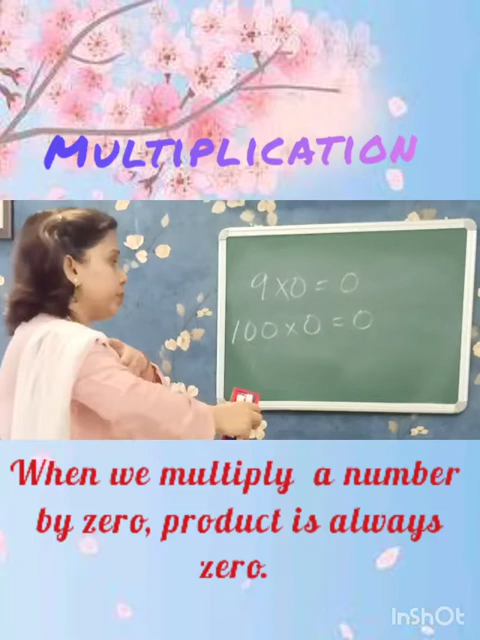 MULTIPLICATION
9×0=0
100×0=0
When we multiply a number
by zero, product is always
zero.
InShOt